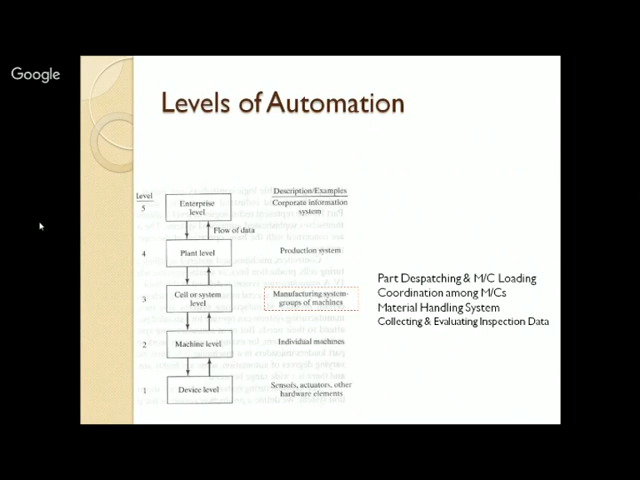 Google
Levels of Automation
Level
Description/Examples
5
Enterprise
level
Corporate information
system
Flow of data
4
Plant level
Production system
3
Cell or system
level
Manufacturing system-
groups of machines
Part Despatching & M/C Loading
Coordination among M/Cs
Material Handling System
Collecting & Evaluating Inspection Data
2
Machine level
Individual machines
1
Device level
Sensors, actuators, other
hardware elements